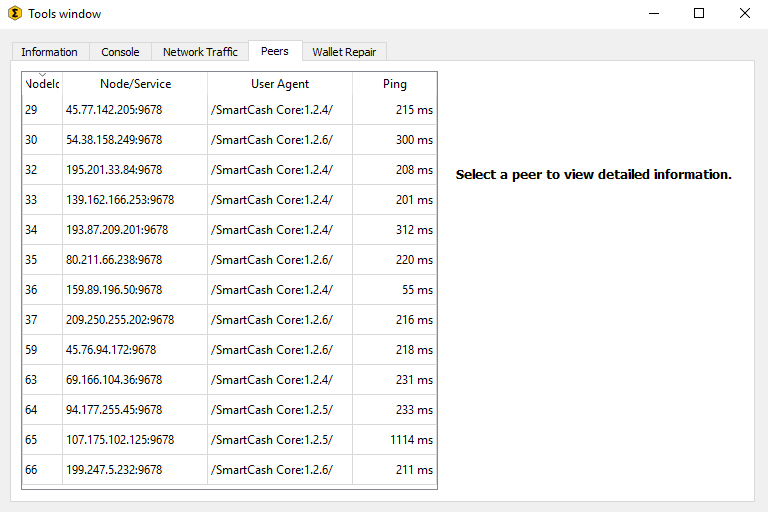 Tools window
Information Console Network Traffic Peers Wallet Repair
NodeId Node/Service User Agent Ping
29 45.77.142.205:9678 /SmartCash Core:1.2.4/ 215 ms
30 54.38.158.249:9678 /SmartCash Core:1.2.6/ 300 ms
32 195.201.33.84:9678 /SmartCash Core:1.2.4/ 208 ms
Select a peer to view detailed information.
33 139.162.166.253:9678 /SmartCash Core:1.2.4/ 201 ms
34 193.87.209.201:9678 /SmartCash Core:1.2.4/ 312 ms
35 80.211.66.238:9678 /SmartCash Core:1.2.6/ 220 ms
36 159.89.196.50:9678 /SmartCash Core:1.2.4/ 55 ms
37 209.250.255.202:9678 /SmartCash Core:1.2.6/ 216 ms
59 45.76.94.172:9678 /SmartCash Core:1.2.6/ 218 ms
63 69.166.104.36:9678 /SmartCash Core:1.2.4/ 231 ms
64 94.177.255.45:9678 /SmartCash Core:1.2.5/ 233 ms
65 107.175.102.125:9678 /SmartCash Core:1.2.5/ 1114 ms
66 199.247.5.232:9678 /SmartCash Core:1.2.6/ 211 ms